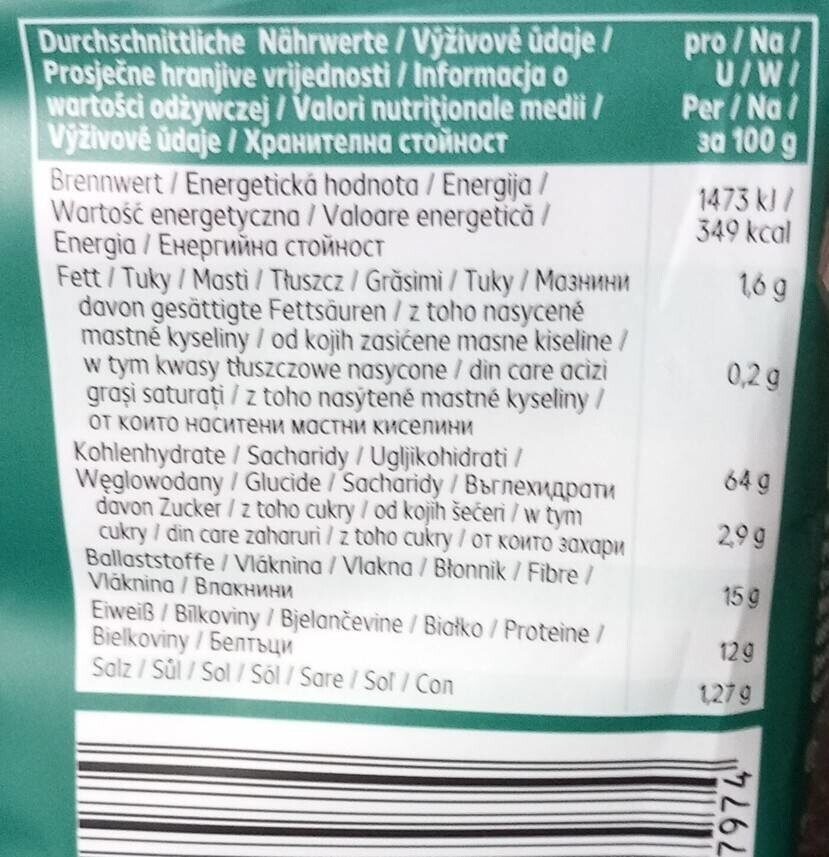 Durchschnittliche Nährwerte / Výživové údaje / pro / Na /
Prosječne hranjive vrijednosti / Informacja o U / W /
wartości odżywczej / Valori nutriționale medii / Per / Na /
Výživové údaje / Хранителна стойност за 100 g
Brennwert / Energetická hodnota / Energija / 1473 kJ /
Wartość energetyczna / Valoare energetică / 349 kcal
Energia / Енергийна стойност
Fett / Tuky / Masti / Tłuszcz / Grăsimi / Tuky / Мазнини 1,6 g
davon gesättigte Fettsäuren / z toho nasycené
mastné kyseliny / od kojih zasićene masne kiseline /
w tym kwasy tłuszczowe nasycone / din care acizi 0,2 g
grași saturați / z toho nasýtené mastné kyseliny /
от които наситени мастни киселини
Kohlenhydrate / Sacharidy / Ugljikohidrati /
Węglowodany / Glucide / Sacharidy / Въглехидрати 64 g
davon Zucker / z toho cukry / od kojih šećeri / w tym
cukry / din care zaharuri / z toho cukry / от които захари 2,9 g
Ballaststoffe / Vláknina / Vlakna / Błonnik / Fibre /
Vláknina / Влакнини 15 g
Eiweiß / Bílkoviny / Bjelančevine / Białko / Proteine /
Bielkoviny / Белтъци 12 g
Salz / Sůl / Sol / Sól / Sare / Soľ / Сол 1,27 g
7974